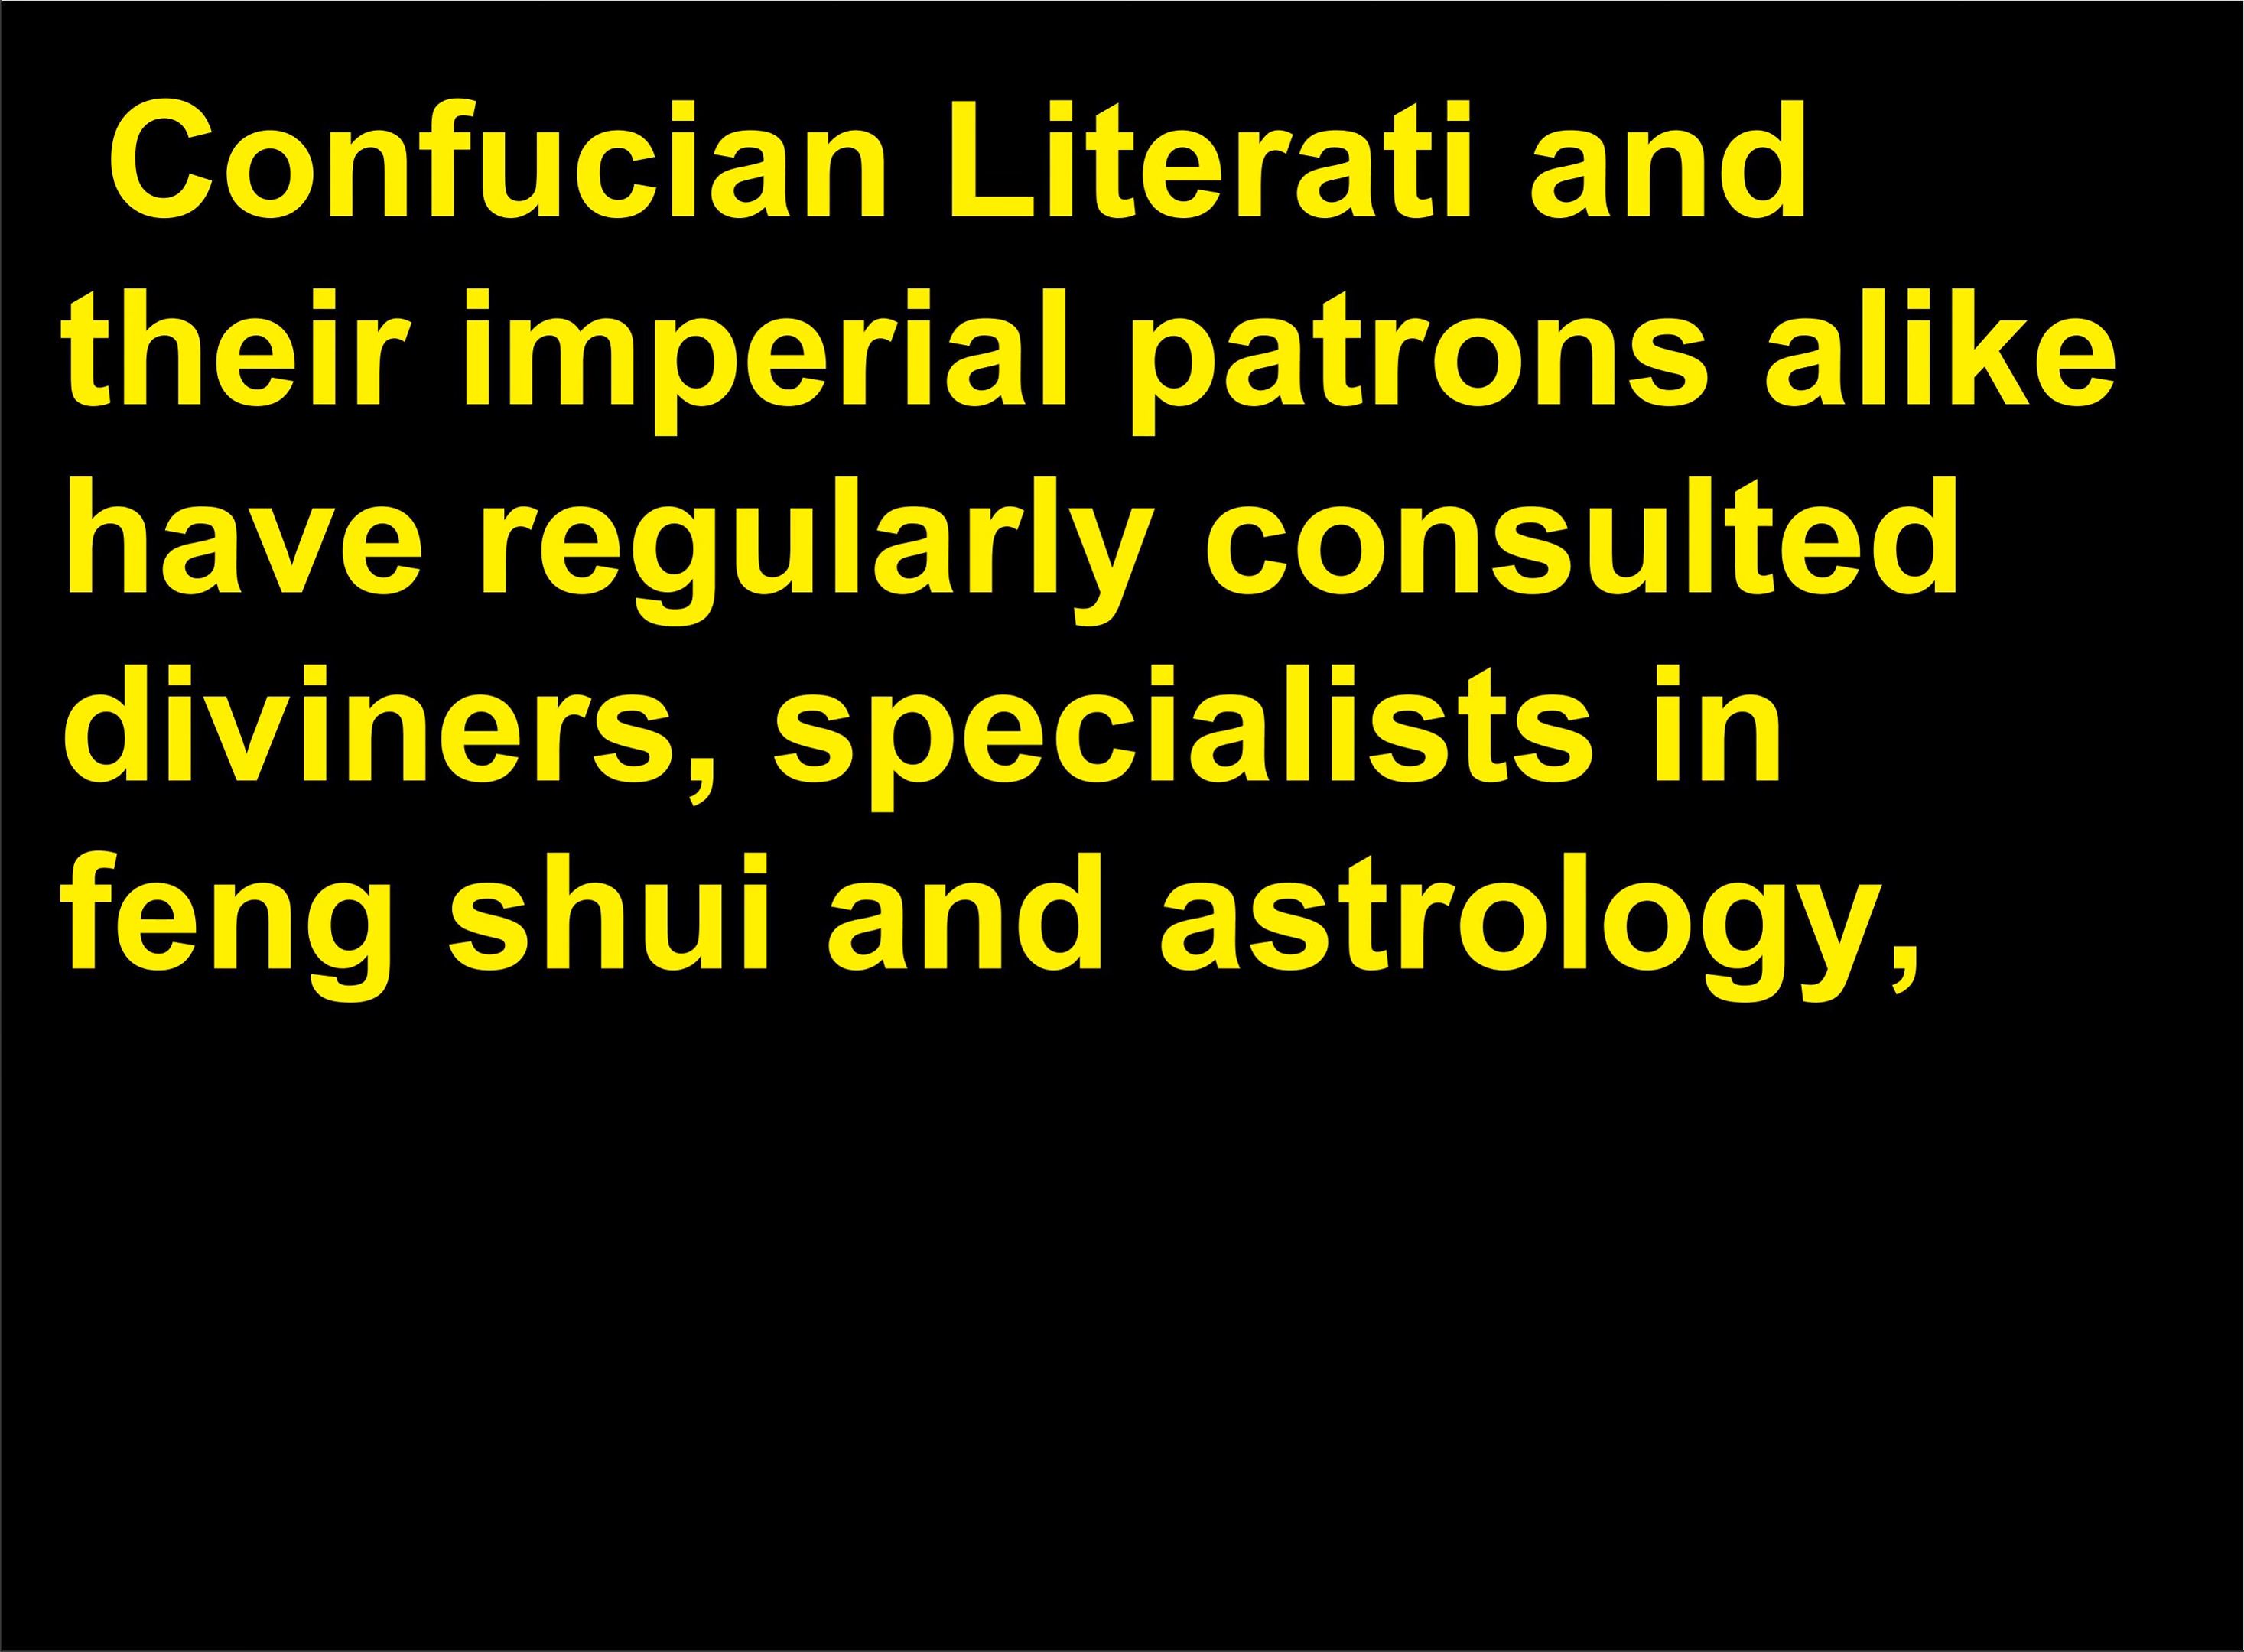 Confucian Literati and
their imperial patrons alike
have regularly consulted
diviners, specialists in
feng shui and astrology,